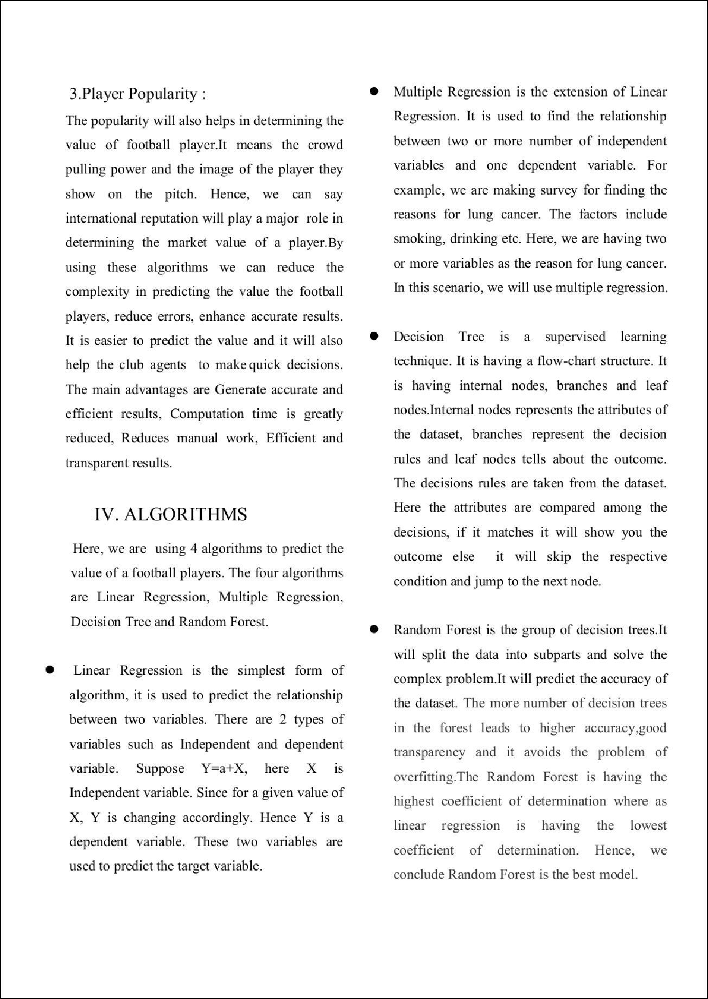 3.Player Popularity :
The popularity will also helps in determining the
value of football player.It means the crowd
pulling power and the image of the player they
show on the pitch. Hence, we can say
international reputation will play a major role in
determining the market value of a player.By
using these algorithms we can reduce the
complexity in predicting the value the football
players, reduce errors, enhance accurate results.
It is easier to predict the value and it will also
help the club agents to make quick decisions.
The main advantages are Generate accurate and
efficient results, Computation time is greatly
reduced, Reduces manual work, Efficient and
transparent results.
IV. ALGORITHMS
Here, we are using 4 algorithms to predict the
value of a football players. The four algorithms
are Linear Regression, Multiple Regression,
Decision Tree and Random Forest.
● Linear Regression is the simplest form of
algorithm, it is used to predict the relationship
between two variables. There are 2 types of
variables such as Independent and dependent
variable. Suppose Y=a+X, here X is
Independent variable. Since for a given value of
X, Y is changing accordingly. Hence Y is a
dependent variable. These two variables are
used to predict the target variable.
● Multiple Regression is the extension of Linear
Regression. It is used to find the relationship
between two or more number of independent
variables and one dependent variable. For
example, we are making survey for finding the
reasons for lung cancer. The factors include
smoking, drinking etc. Here, we are having two
or more variables as the reason for lung cancer.
In this scenario, we will use multiple regression.
● Decision Tree is a supervised learning
technique. It is having a flow-chart structure. It
is having internal nodes, branches and leaf
nodes.Internal nodes represents the attributes of
the dataset, branches represent the decision
rules and leaf nodes tells about the outcome.
The decisions rules are taken from the dataset.
Here the attributes are compared among the
decisions, if it matches it will show you the
outcome else it will skip the respective
condition and jump to the next node.
● Random Forest is the group of decision trees.It
will split the data into subparts and solve the
complex problem.It will predict the accuracy of
the dataset. The more number of decision trees
in the forest leads to higher accuracy,good
transparency and it avoids the problem of
overfitting.The Random Forest is having the
highest coefficient of determination where as
linear regression is having the lowest
coefficient of determination. Hence, we
conclude Random Forest is the best model.